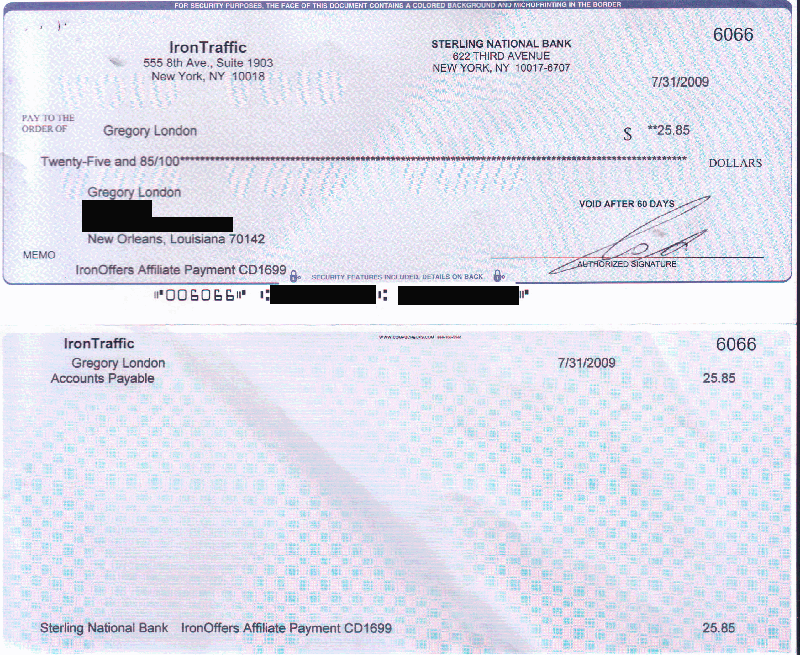 FOR SECURITY PURPOSES, THE FACE OF THIS DOCUMENT CONTAINS A COLORED BACKGROUND AND MICROPRINTING IN THE BORDER
6066
IronTraffic
555 8th Ave., Suite 1903
New York, NY 10018
STERLING NATIONAL BANK
622 THIRD AVENUE
NEW YORK, NY 10017-6707
7/31/2009
PAY TO THE
ORDER OF
Gregory London
$ **25.85
Twenty-Five and 85/100****************************************************************************************************
DOLLARS
Gregory London
VOID AFTER 60 DAYS
New Orleans, Louisiana 70142
MEMO
AUTHORIZED SIGNATURE
IronOffers Affiliate Payment CD1699
SECURITY FEATURES INCLUDED. DETAILS ON BACK.
⑈006066⑈ ⑆ ⑆ ⑈
IronTraffic
6066
Gregory London
7/31/2009
Accounts Payable
25.85
Sterling National Bank IronOffers Affiliate Payment CD1699
25.85